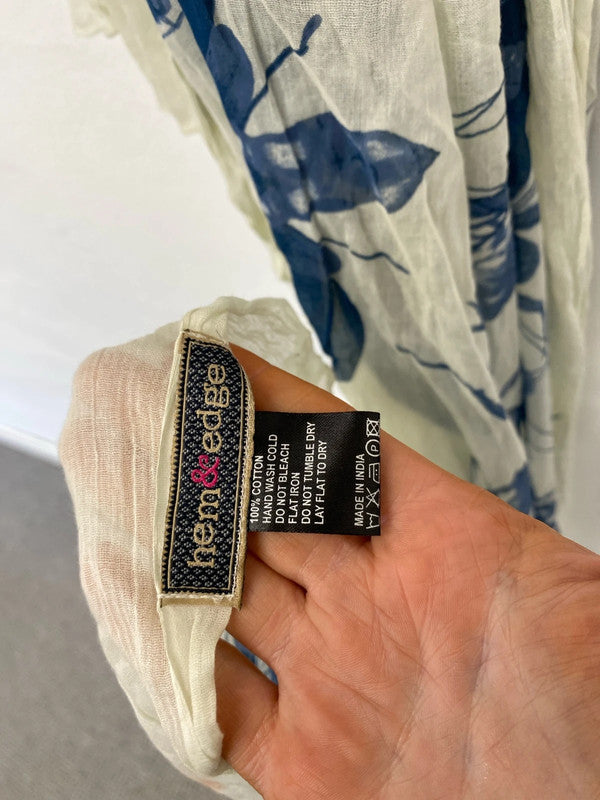 hem&edge
100% COTTON
HAND WASH COLD
DO NOT BLEACH
FLAT IRON
DO NOT TUMBLE DRY
LAY FLAT TO DRY
MADE IN INDIA